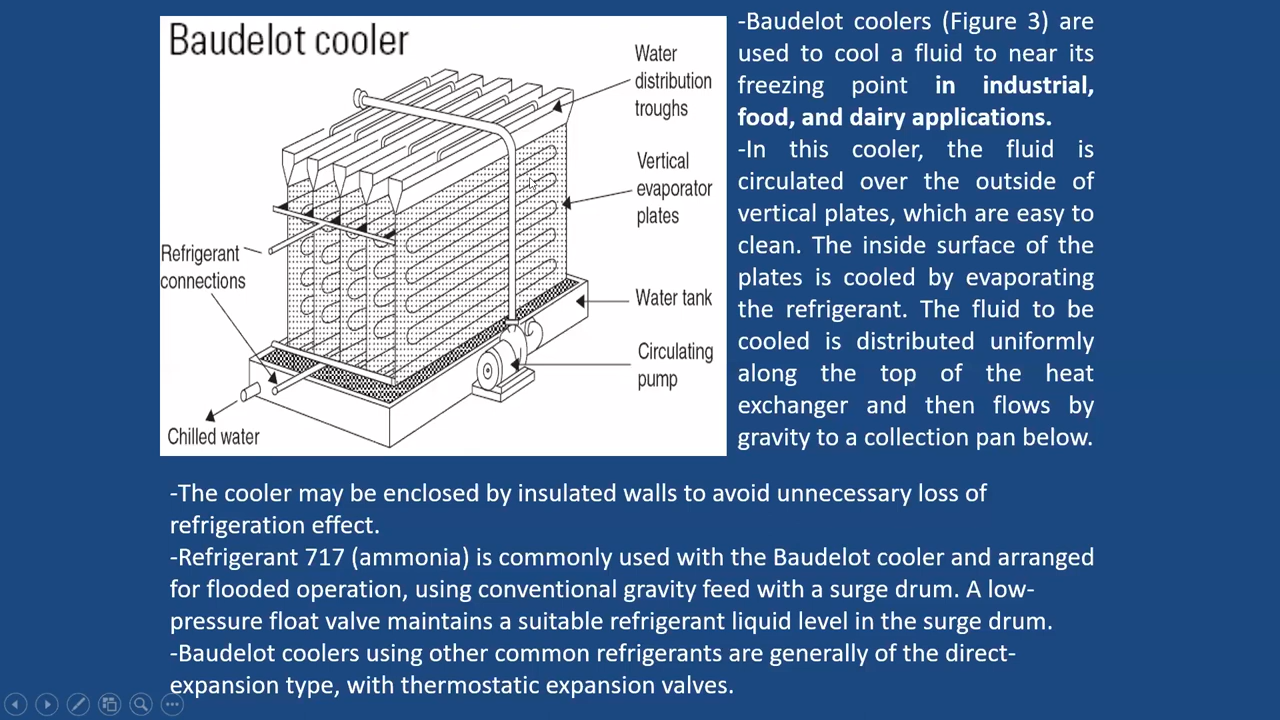 Baudelot cooler
Water
distribution
troughs
Vertical
evaporator
plates
Refrigerant
connections
Water tank
Circulating
pump
Chilled water
-Baudelot coolers (Figure 3) are
used to cool a fluid to near its
freezing point in industrial,
food, and dairy applications.
-In this cooler, the fluid is
circulated over the outside of
vertical plates, which are easy to
clean. The inside surface of the
plates is cooled by evaporating
the refrigerant. The fluid to be
cooled is distributed uniformly
along the top of the heat
exchanger and then flows by
gravity to a collection pan below.
-The cooler may be enclosed by insulated walls to avoid unnecessary loss of
refrigeration effect.
-Refrigerant 717 (ammonia) is commonly used with the Baudelot cooler and arranged
for flooded operation, using conventional gravity feed with a surge drum. A low-
pressure float valve maintains a suitable refrigerant liquid level in the surge drum.
-Baudelot coolers using other common refrigerants are generally of the direct-
expansion type, with thermostatic expansion valves.